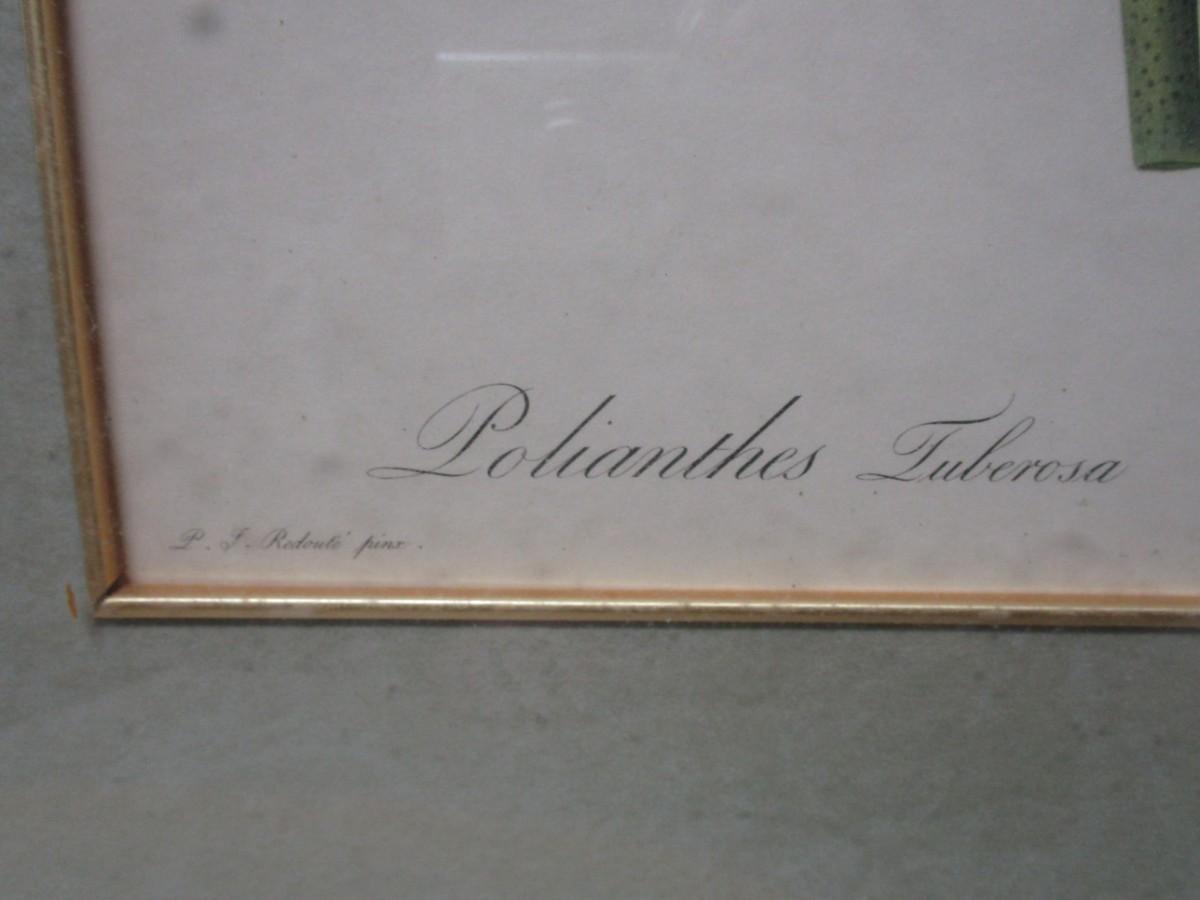 Polianthes Tuberosa
P. J. Redouté pinx.